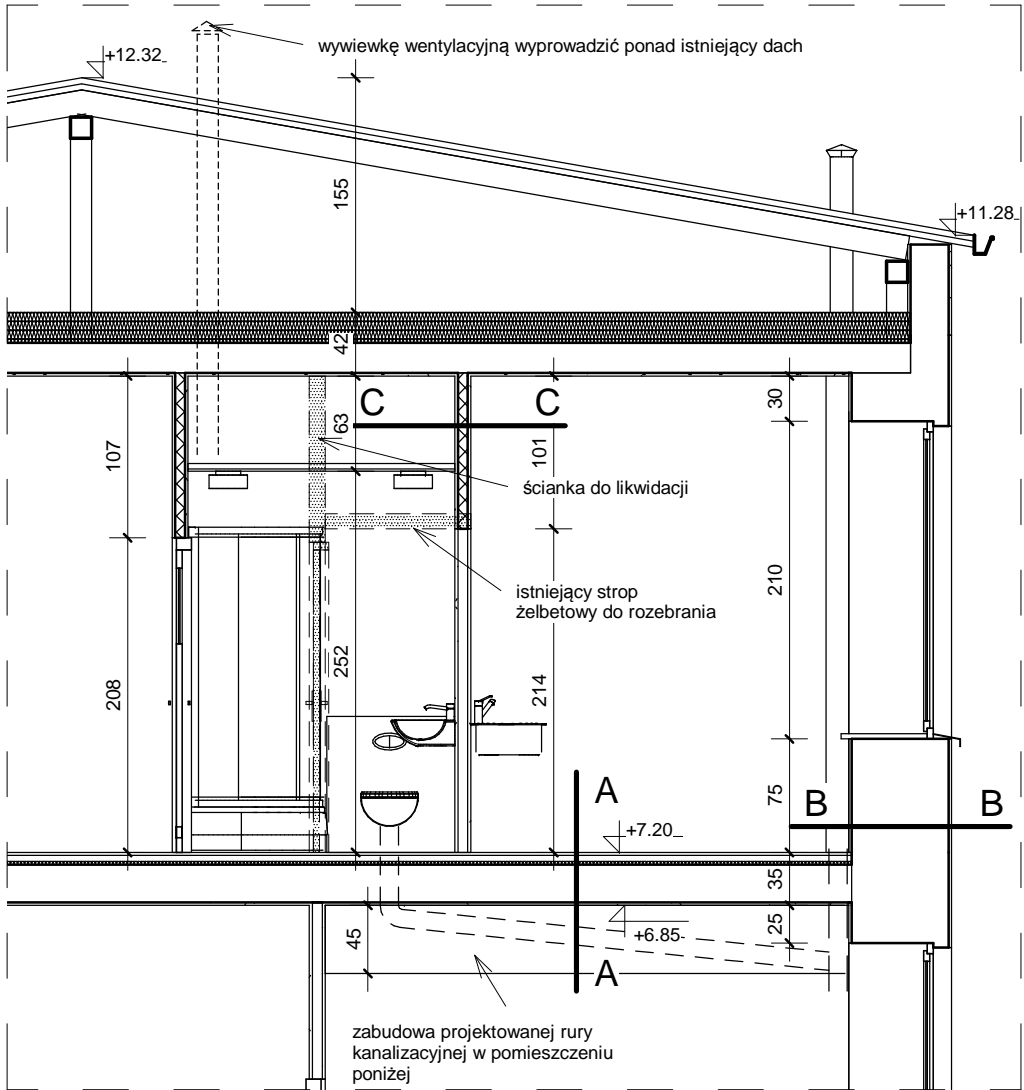 wywiewkę wentylacyjną wyprowadzić ponad istniejący dach
+12.32
155
+11.28
42
C C
30
63
107
101
ścianka do likwidacji
istniejący strop
żelbetowy do rozebrania
210
252
208
214
A
75
B B
+7.20
35
+6.85
25
45
A
zabudowa projektowanej rury
kanalizacyjnej w pomieszczeniu
poniżej